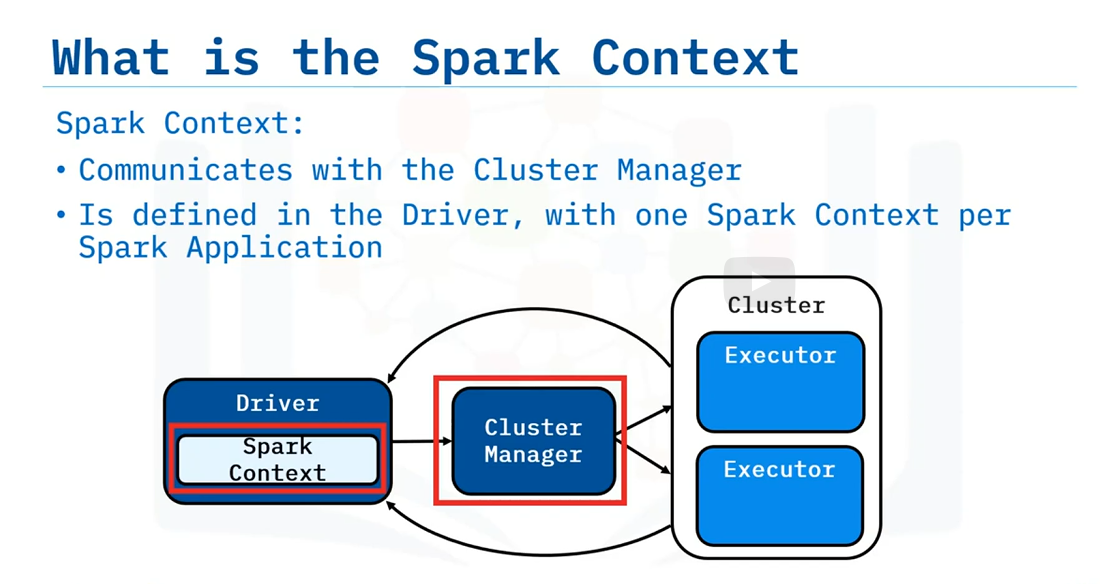 What is the Spark Context
Spark Context:
• Communicates with the Cluster Manager
• Is defined in the Driver, with one Spark Context per
Spark Application
Driver
Spark
Context
Cluster
Manager
Cluster
Executor
Executor